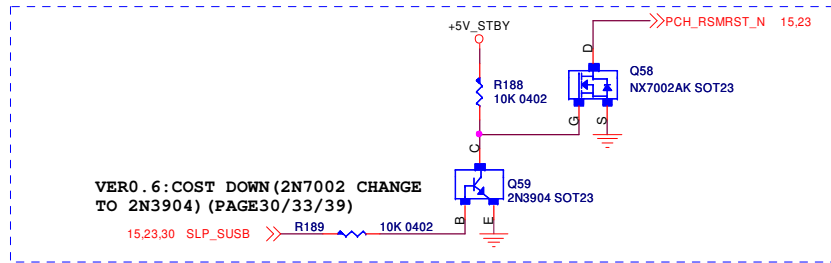 PCH_RSMRST_N 15,23
+5V_STBY
D
Q58
NX7002AK SOT23
R188
10K 0402
G
S
C
Q59
2N3904 SOT23
VER0.6:COST DOWN(2N7002 CHANGE
TO 2N3904)(PAGE30/33/39)
B
E
15,23,30 SLP_SUSB
R189 10K 0402